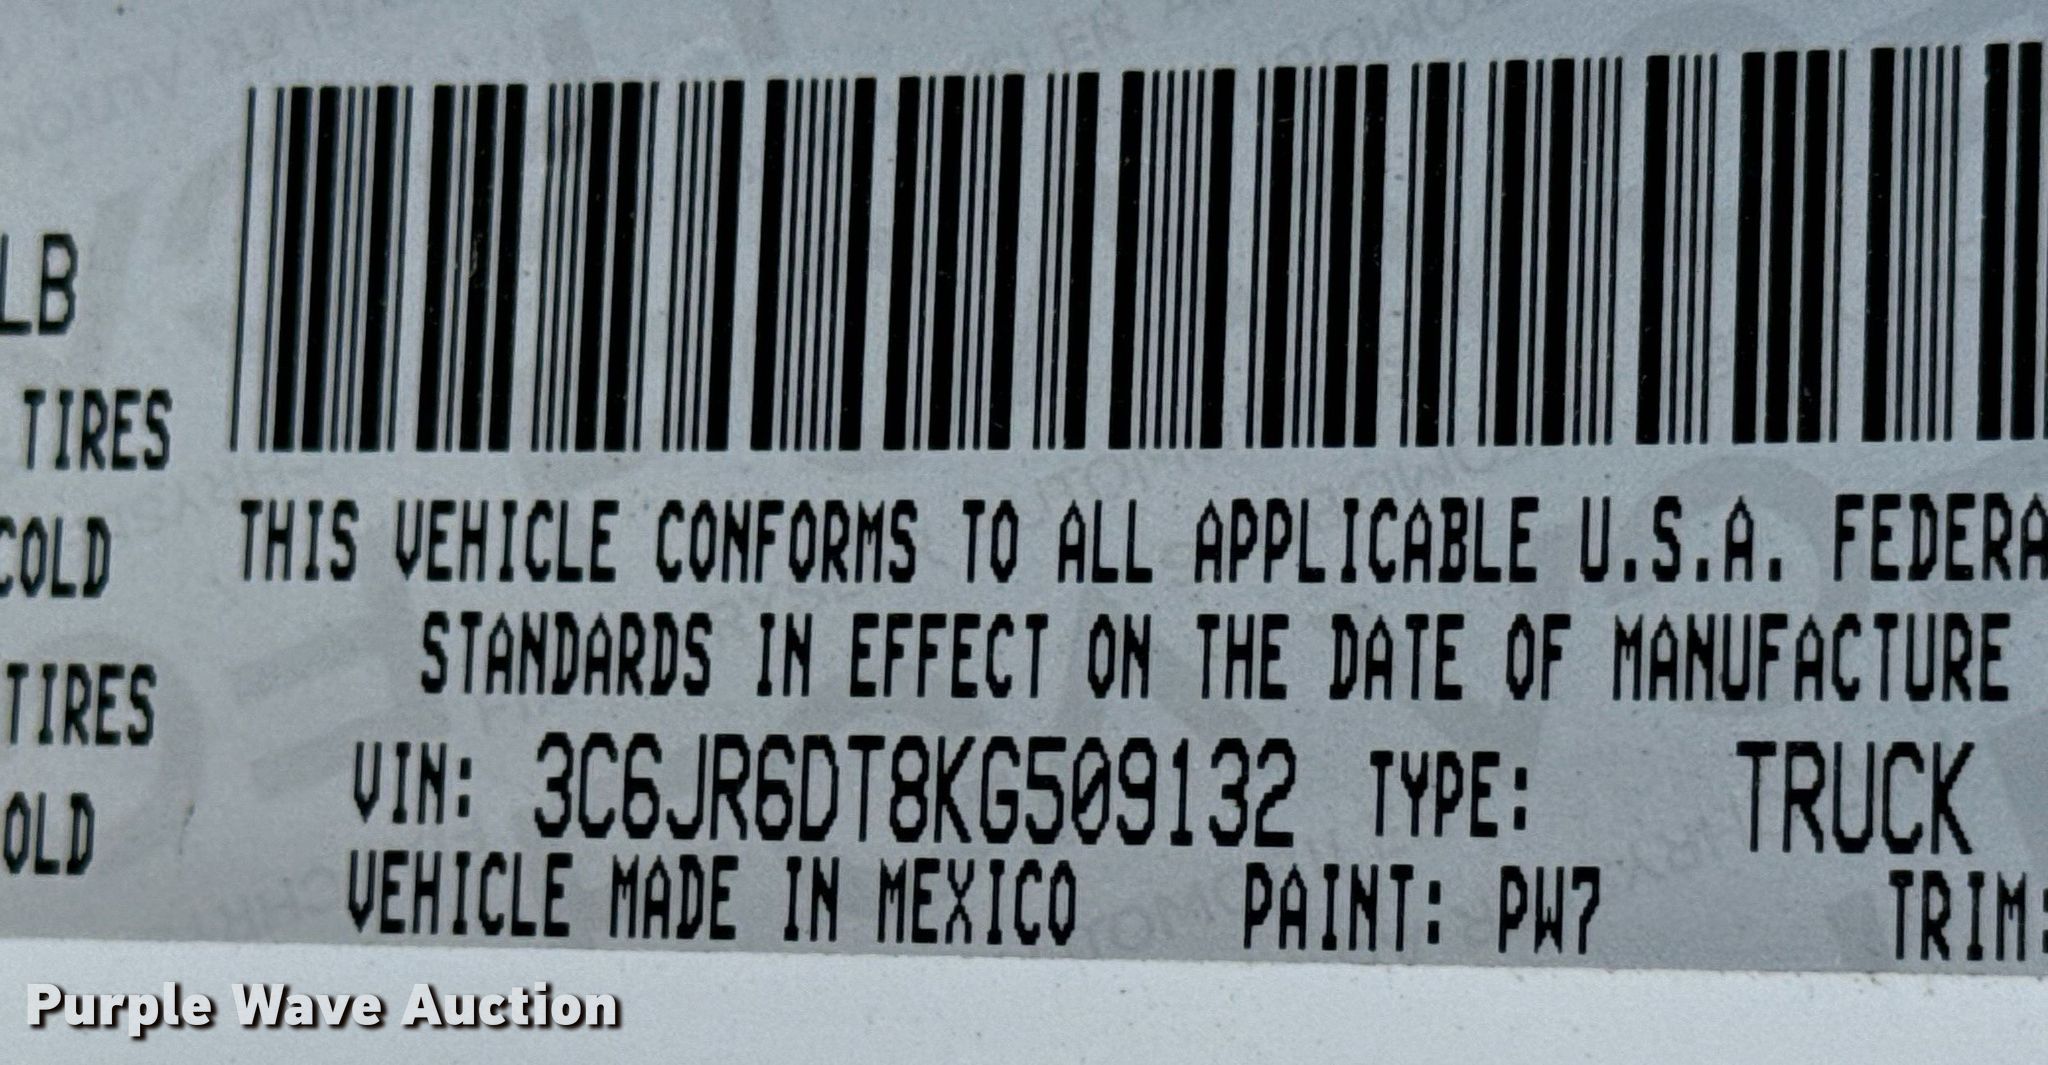 LB
TIRES
COLD
TIRES
OLD
THIS VEHICLE CONFORMS TO ALL APPLICABLE U.S.A. FEDERA
STANDARDS IN EFFECT ON THE DATE OF MANUFACTURE
VIN: 3C6JR6DT8KG509132 TYPE: TRUCK
VEHICLE MADE IN MEXICO PAINT: PW7 TRIM:
Purple Wave Auction